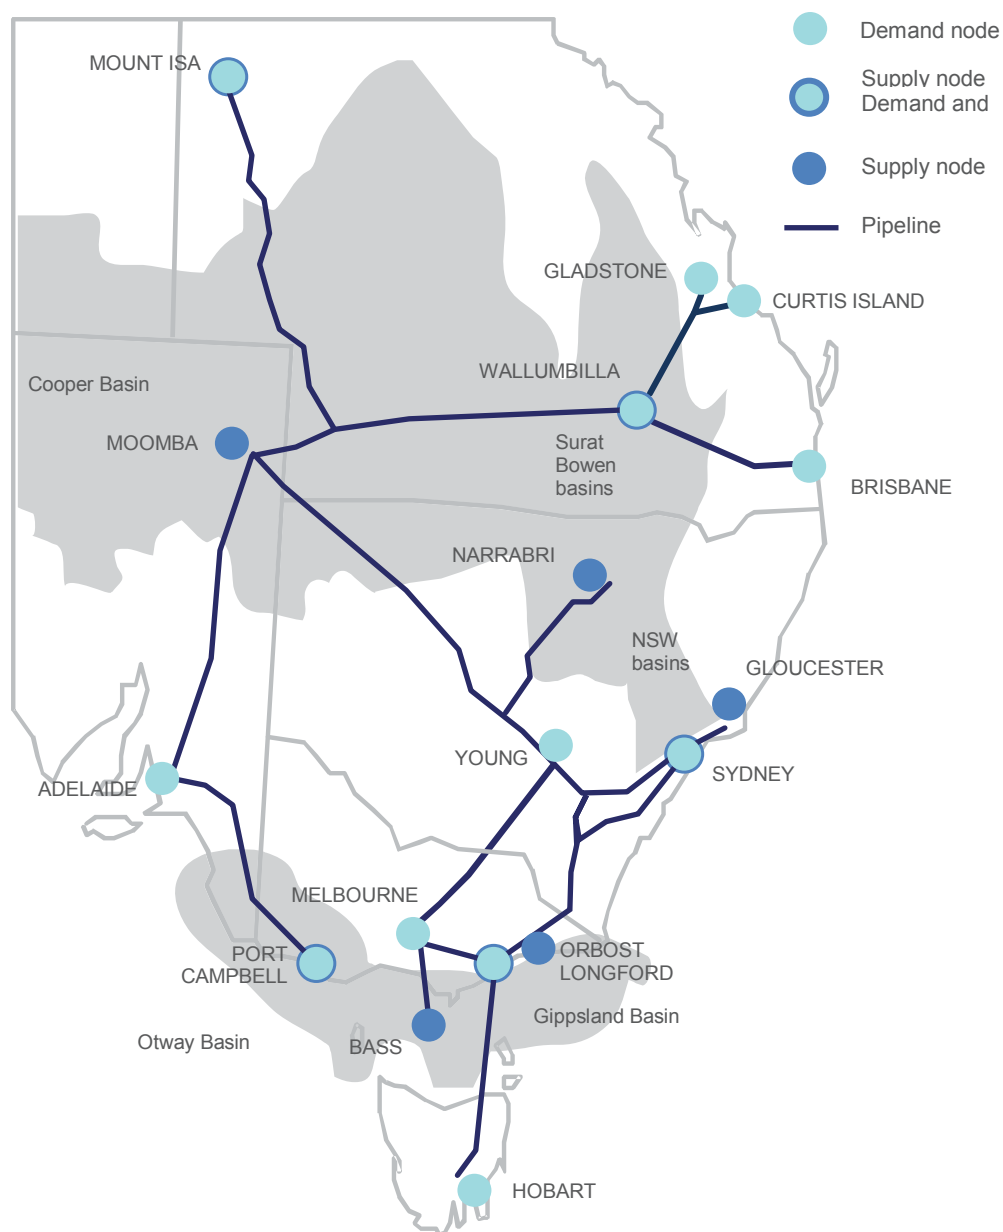 Demand node
MOUNT ISA
Supply node
Demand and
Supply node
Pipeline
GLADSTONE
CURTIS ISLAND
WALLUMBILLA
Cooper Basin
MOOMBA
Surat
Bowen
basins
BRISBANE
NARRABRI
NSW
basins
GLOUCESTER
YOUNG
SYDNEY
ADELAIDE
MELBOURNE
PORT
CAMPBELL
ORBOST
LONGFORD
Gippsland Basin
Otway Basin
BASS
HOBART